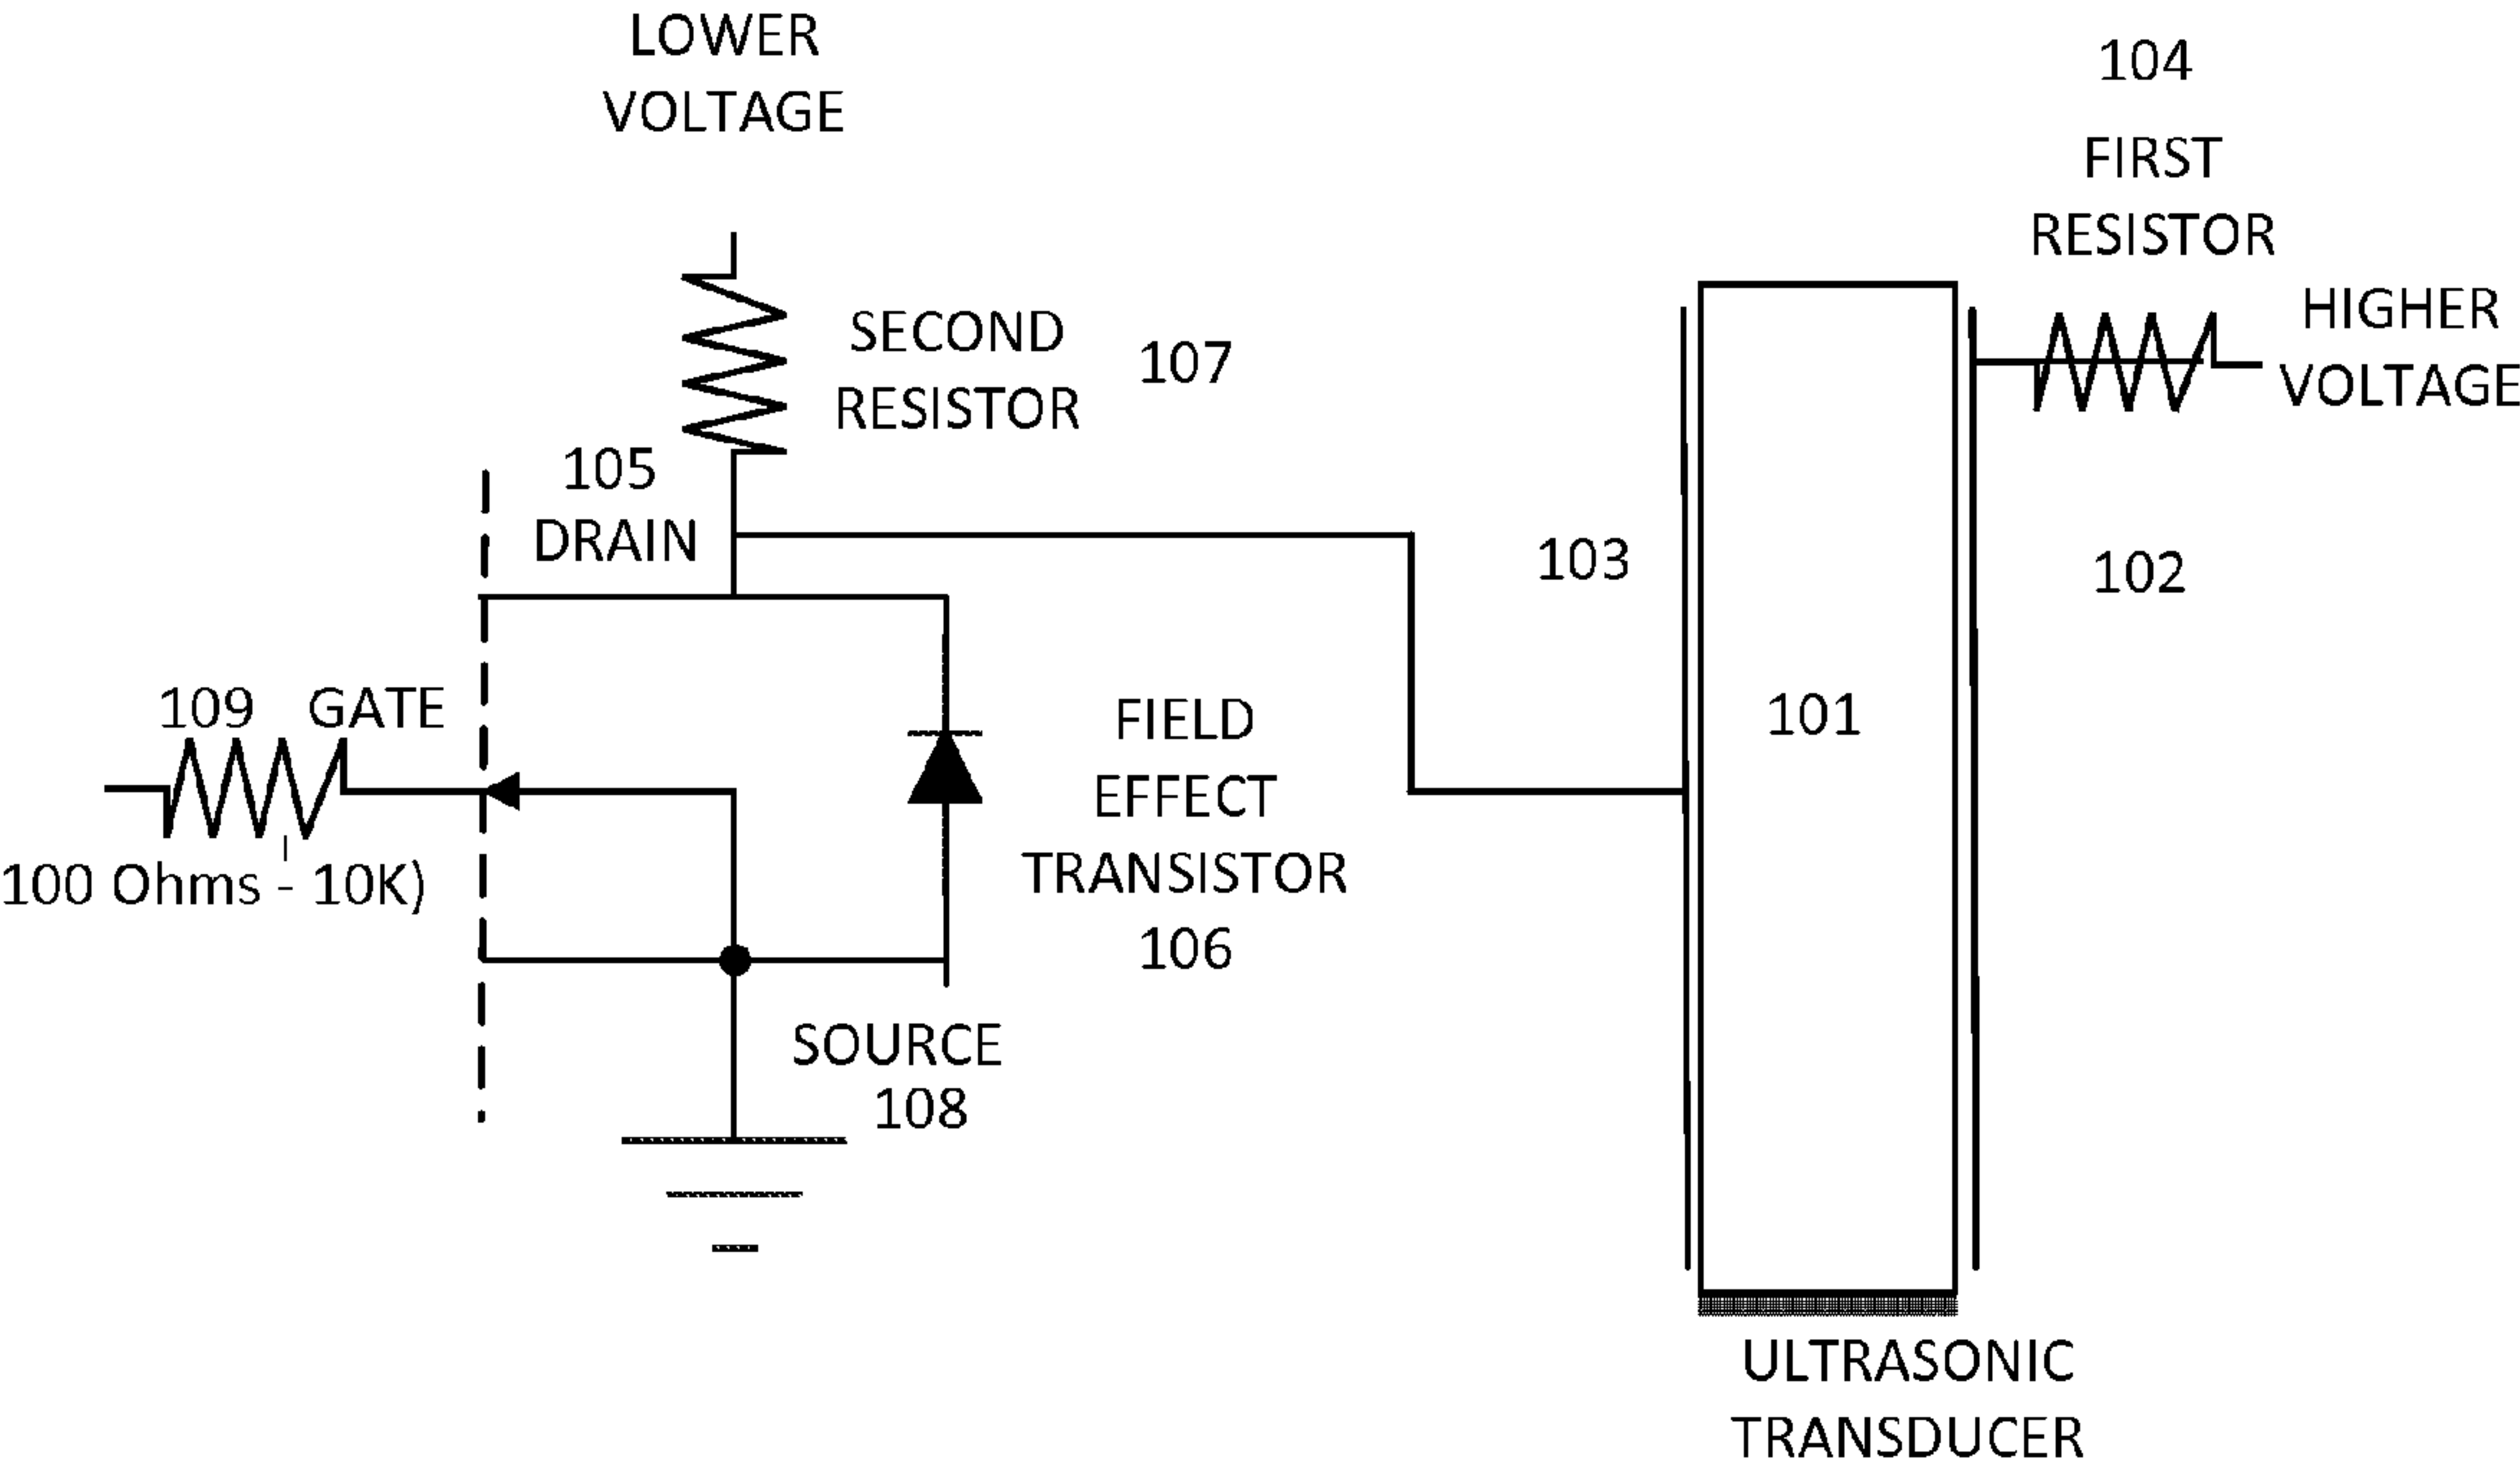 LOWER
VOLTAGE
104
FIRST
RESISTOR
HIGHER
VOLTAGE
SECOND
RESISTOR
107
105
DRAIN
103
102
109 GATE
100 Ohms - 10K)
FIELD
EFFECT
TRANSISTOR
106
101
SOURCE
108
ULTRASONIC
TRANSDUCER